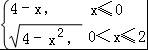 4-x, x≤0
√4-x², 0<x≤2